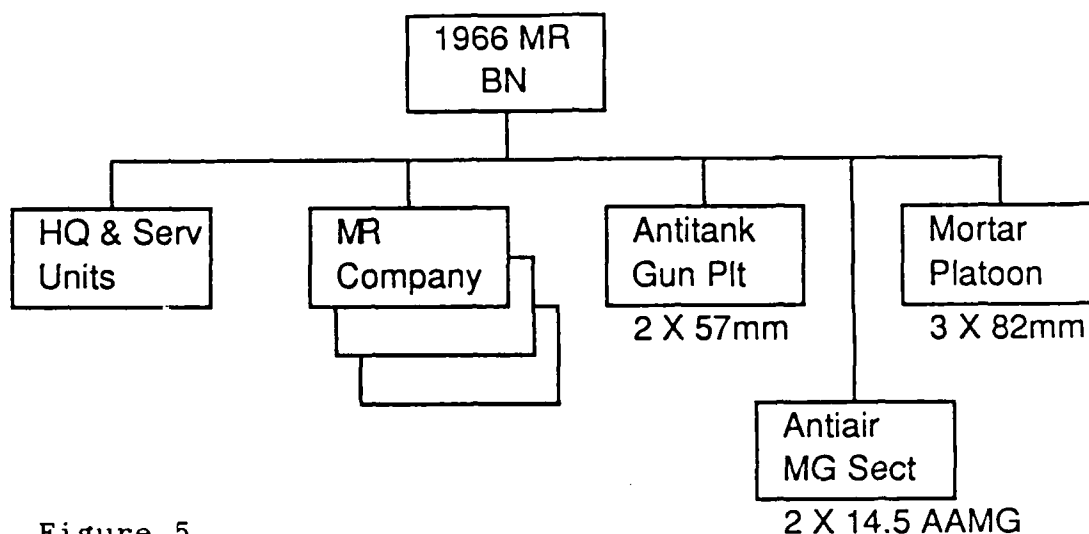 1966 MR
BN
HQ & Serv
Units
MR
Company
Antitank
Gun Plt
2 X 57mm
Mortar
Platoon
3 X 82mm
Antiair
MG Sect
2 X 14.5 AAMG
Figure 5